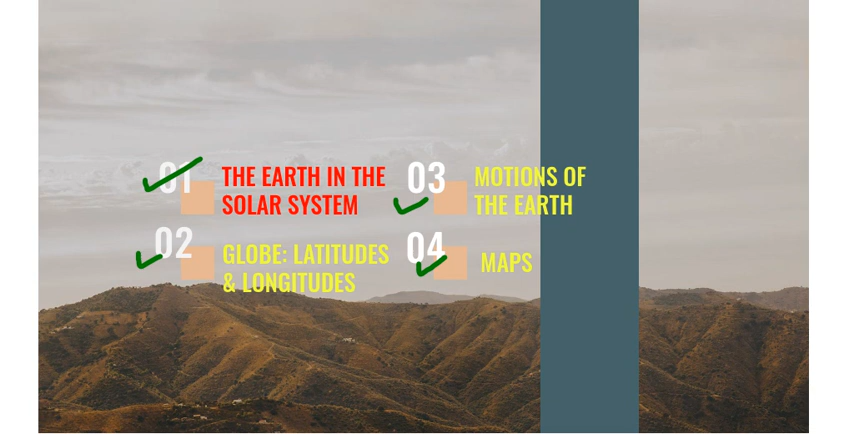 01
THE EARTH IN THE
SOLAR SYSTEM
02
GLOBE: LATITUDES
& LONGITUDES
03
MOTIONS OF
THE EARTH
04
MAPS